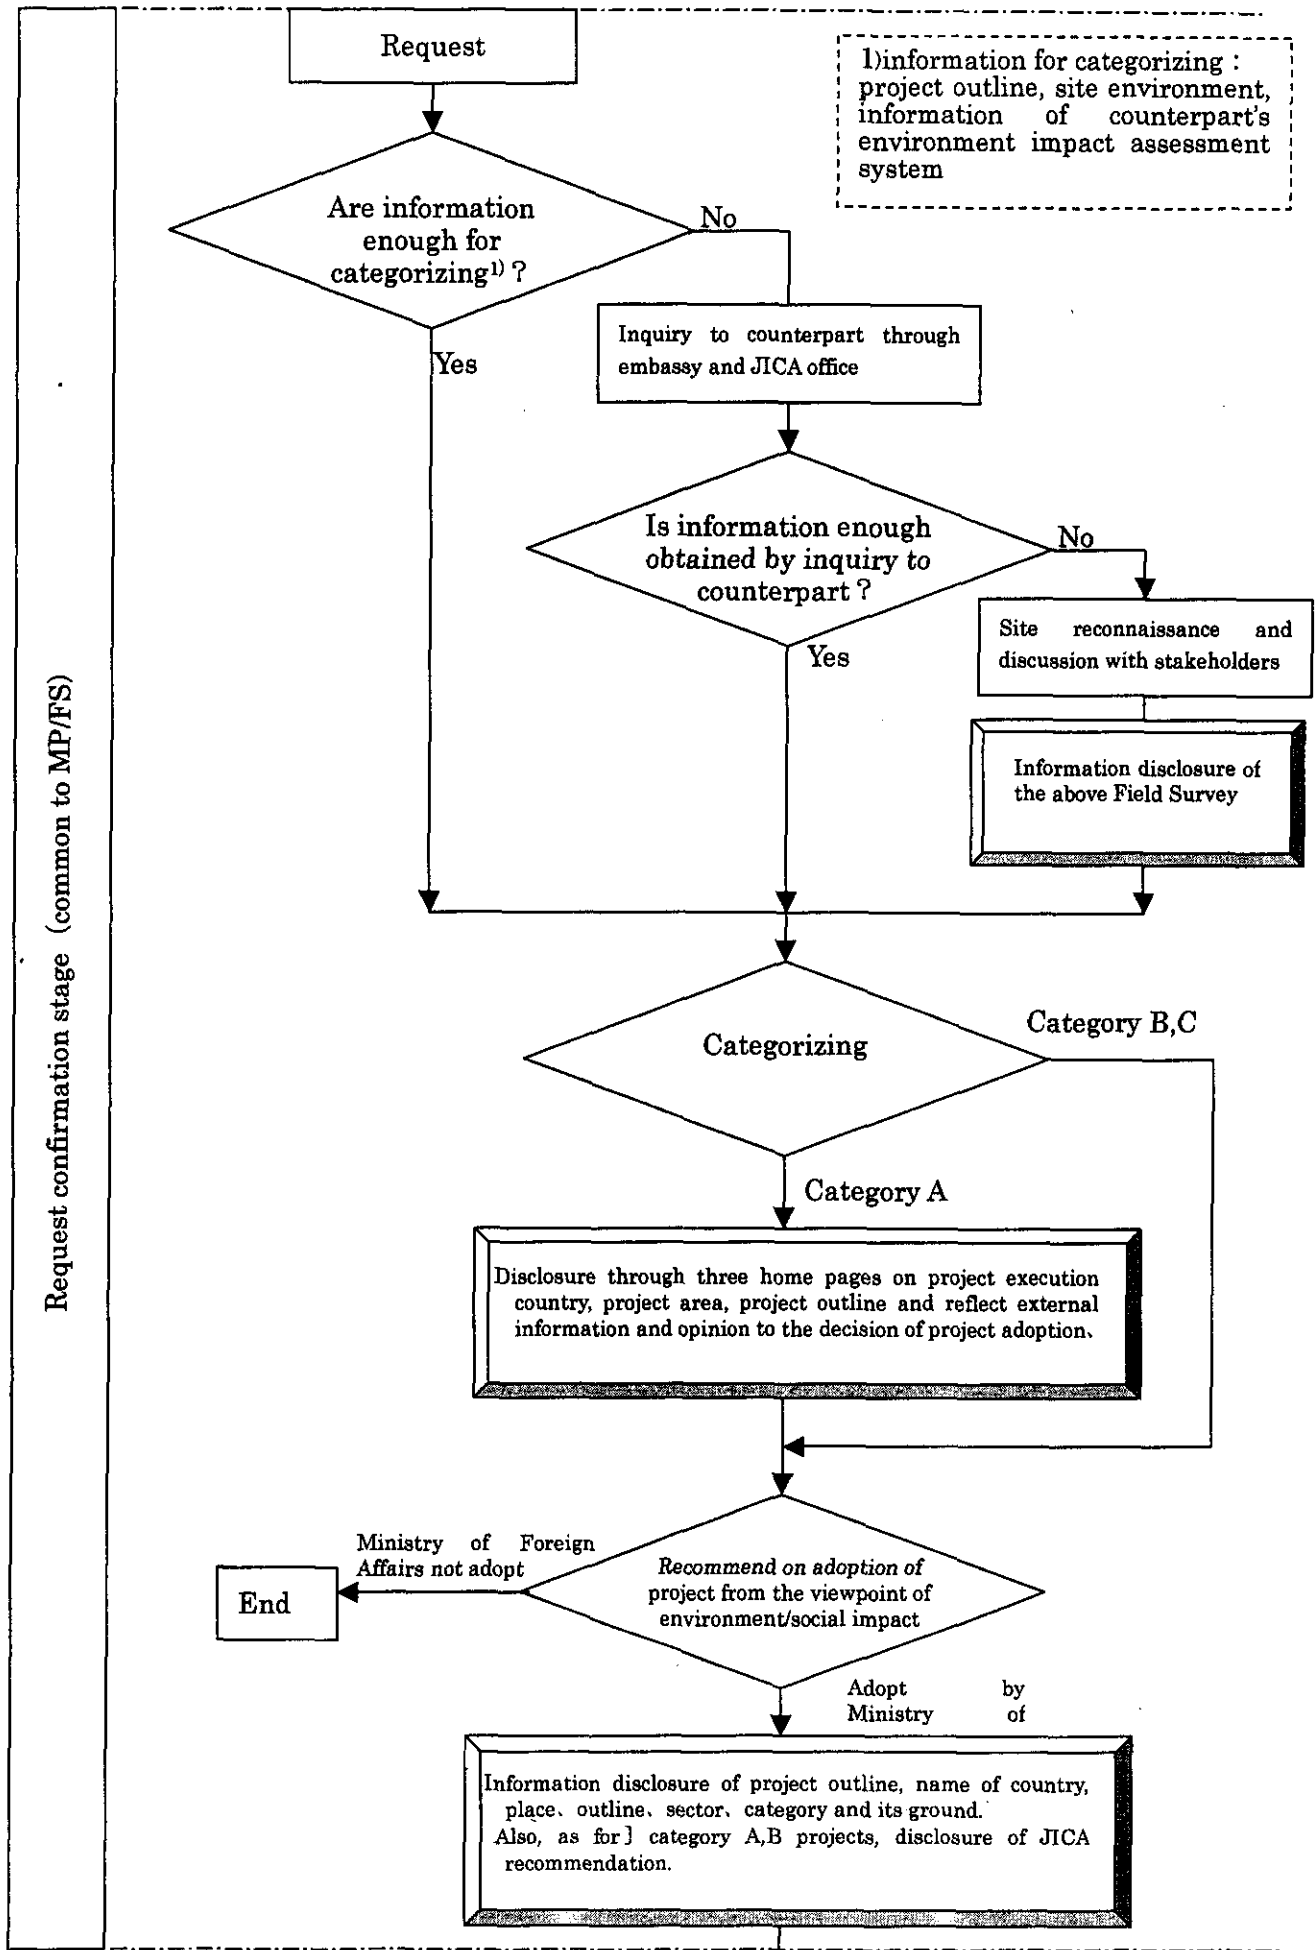 Request
1)information for categorizing :
project outline, site environment,
information of counterpart's
environment impact assessment
system
Are information
enough for
categorizing1) ?
No
Yes
Inquiry to counterpart through
embassy and JICA office
Is information enough
obtained by inquiry to
counterpart ?
No
Yes
Site reconnaissance and
discussion with stakeholders
Information disclosure of
the above Field Survey
Request confirmation stage (common to MP/FS)
Categorizing
Category B,C
Category A
Disclosure through three home pages on project execution
country, project area, project outline and reflect external
information and opinion to the decision of project adoption、
Ministry of Foreign
Affairs not adopt
End
Recommend on adoption of
project from the viewpoint of
environment/social impact
Adopt by
Ministry of
Information disclosure of project outline, name of country,
place、outline、sector、category and its ground.
Also, as for] category A,B projects, disclosure of JICA
recommendation.